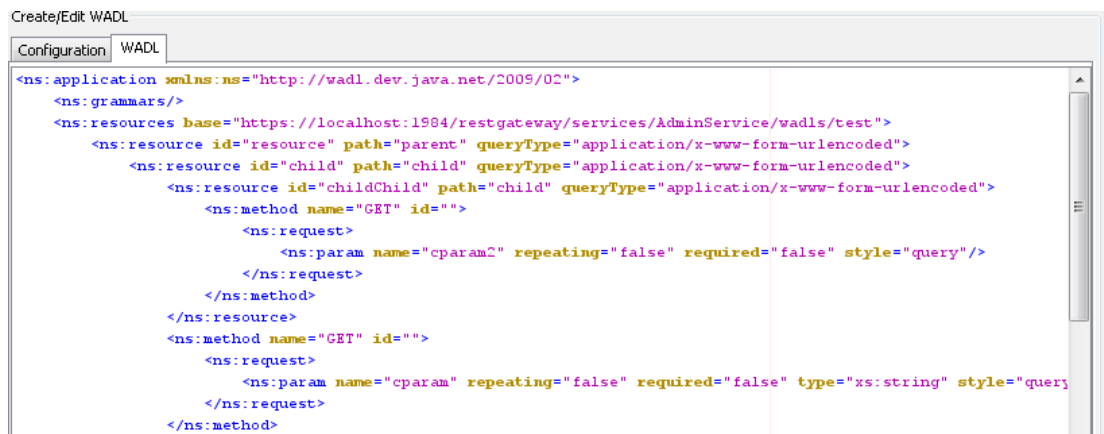 Create/Edit WADL
Configuration WADL
<ns:application xmlns:ns="http://wadl.dev.java.net/2009/02">
<ns:grammars/>
<ns:resources base="https://localhost:1984/restgateway/services/AdminService/wadls/test">
<ns:resource id="resource" path="parent" queryType="application/x-www-form-urlencoded">
<ns:resource id="child" path="child" queryType="application/x-www-form-urlencoded">
<ns:resource id="childChild" path="child" queryType="application/x-www-form-urlencoded">
<ns:method name="GET" id="">
<ns:request>
<ns:param name="cparam2" repeating="false" required="false" style="query"/>
</ns:request>
</ns:method>
</ns:resource>
<ns:method name="GET" id="">
<ns:request>
<ns:param name="cparam" repeating="false" required="false" type="xs:string" style="query
</ns:request>
</ns:method>